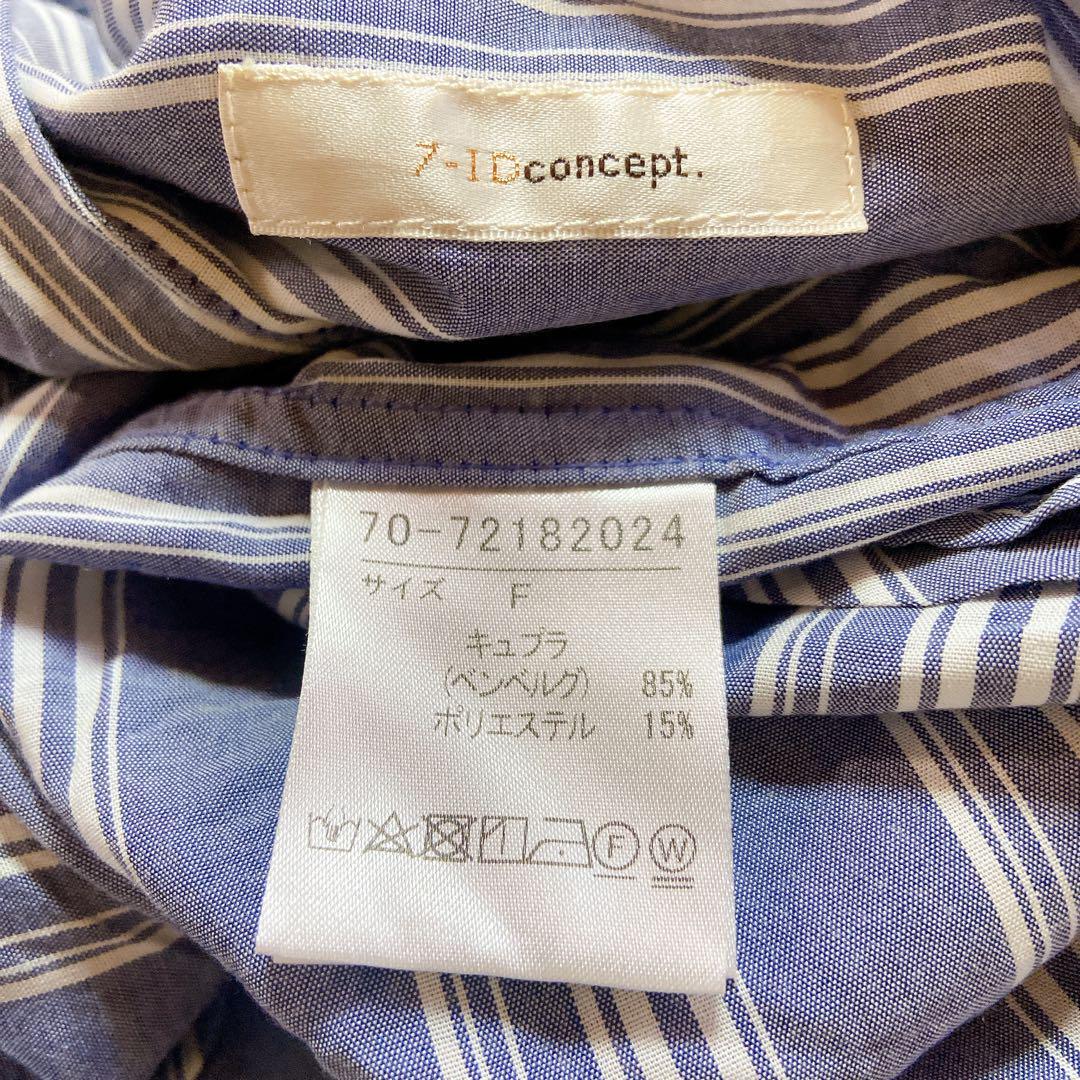 7-IDconcept.
70-72182024
サイズ F
キュプラ
(ベンベルグ) 85%
ポリエステル 15%
F W